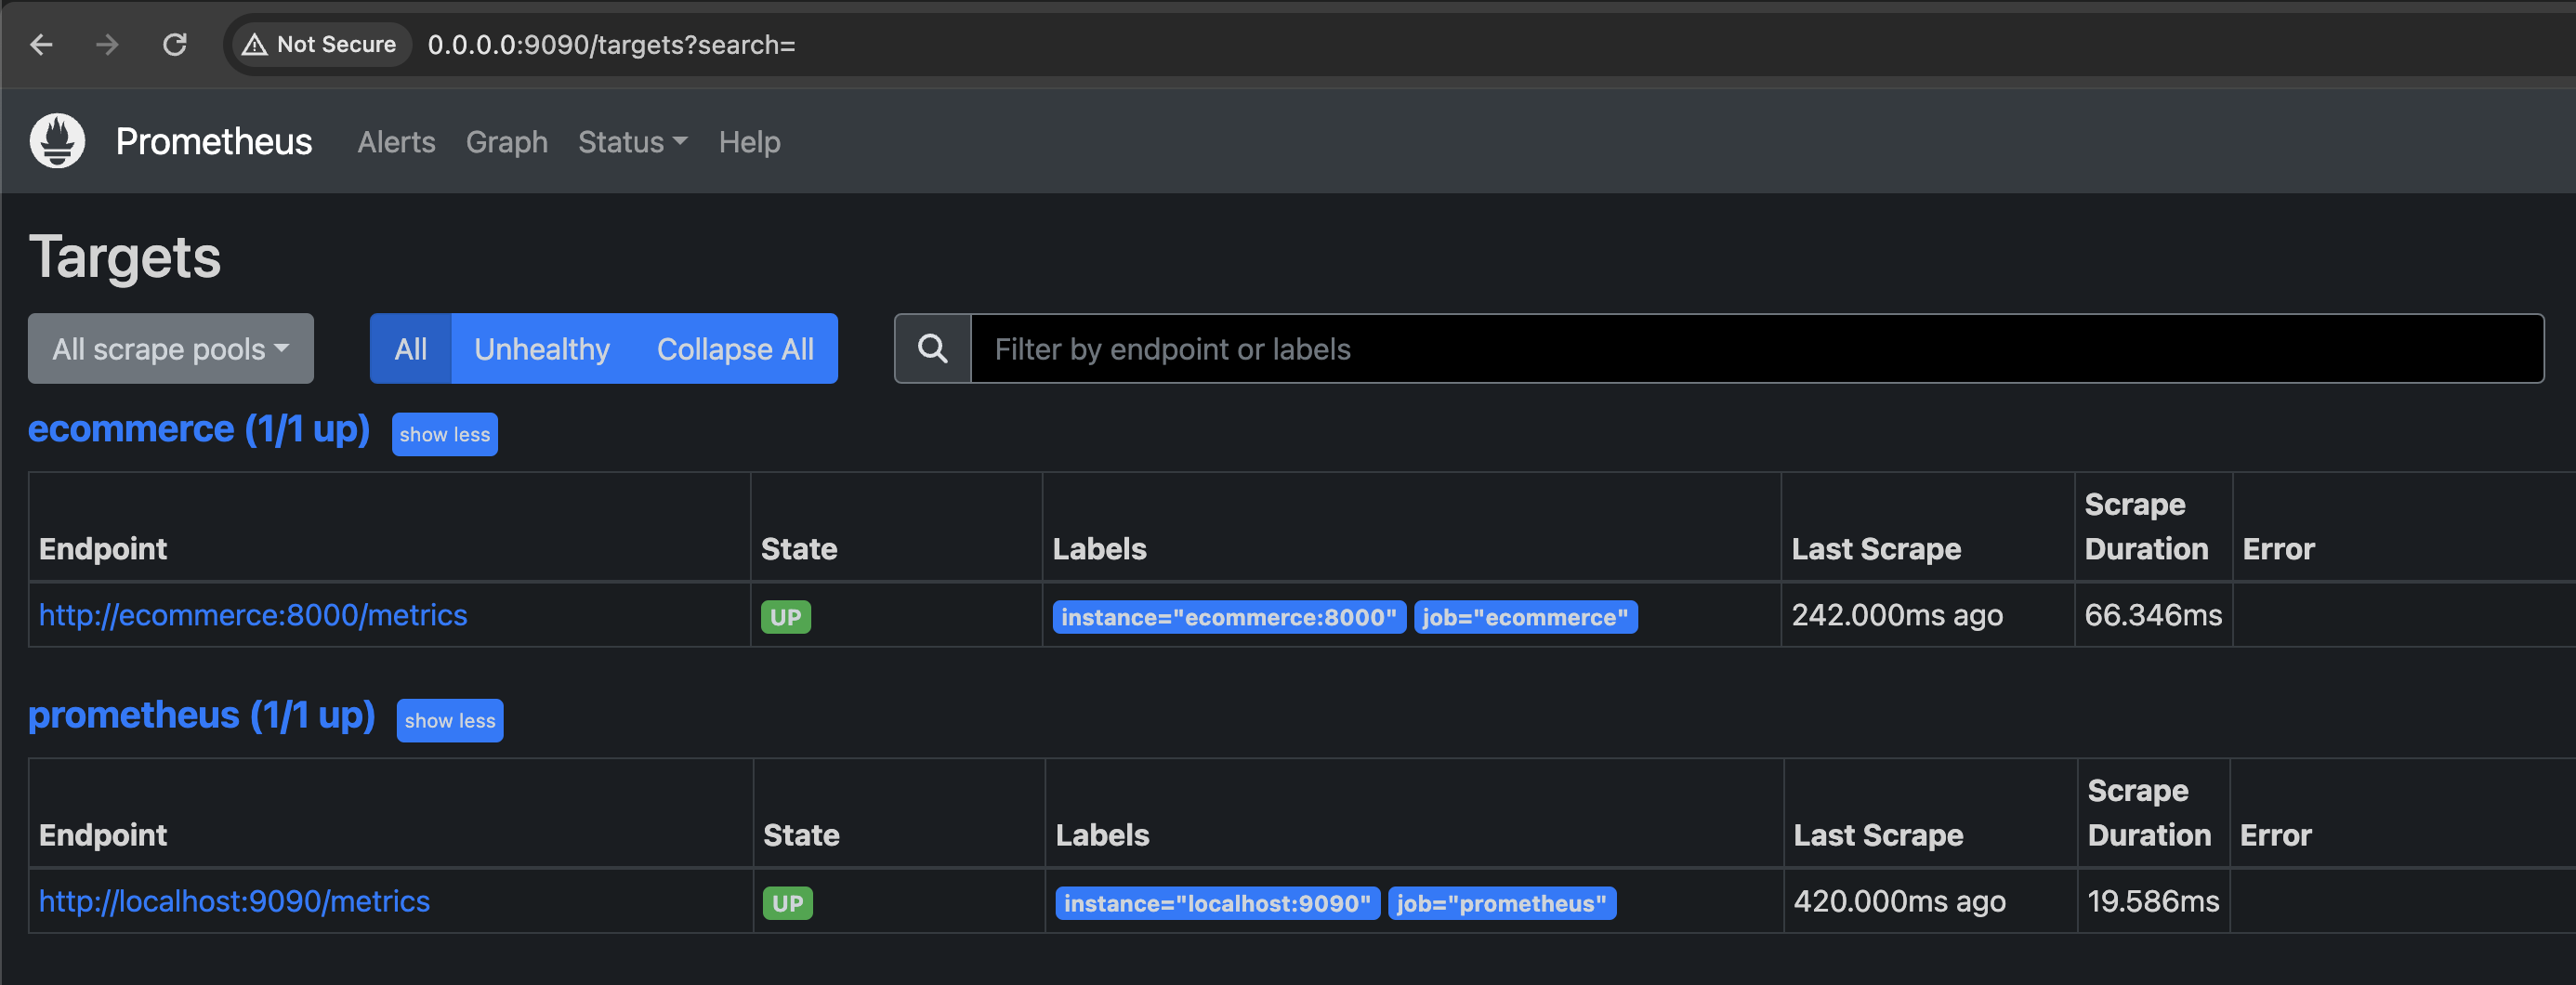 Not Secure 0.0.0.0:9090/targets?search=
Prometheus Alerts Graph Status Help
Targets
All scrape pools All Unhealthy Collapse All Filter by endpoint or labels
ecommerce (1/1 up) show less
Endpoint State Labels Last Scrape Scrape Duration Error
http://ecommerce:8000/metrics UP instance="ecommerce:8000" job="ecommerce" 242.000ms ago 66.346ms
prometheus (1/1 up) show less
Endpoint State Labels Last Scrape Scrape Duration Error
http://localhost:9090/metrics UP instance="localhost:9090" job="prometheus" 420.000ms ago 19.586ms